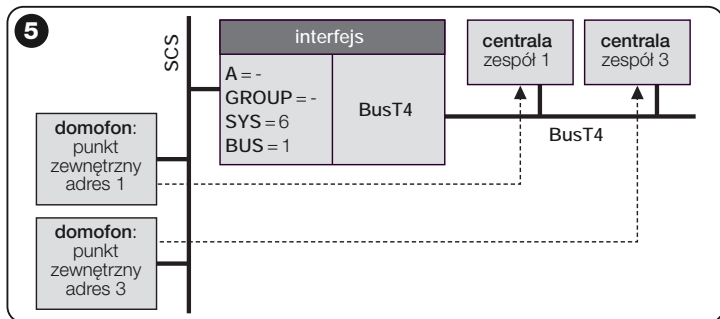 5
SCS
interfejs
A = -
GROUP = -
SYS = 6
BUS = 1
BusT4
centrala
zespół 1
centrala
zespół 3
BusT4
domofon:
punkt
zewnętrzny
adres 1
domofon:
punkt
zewnętrzny
adres 3